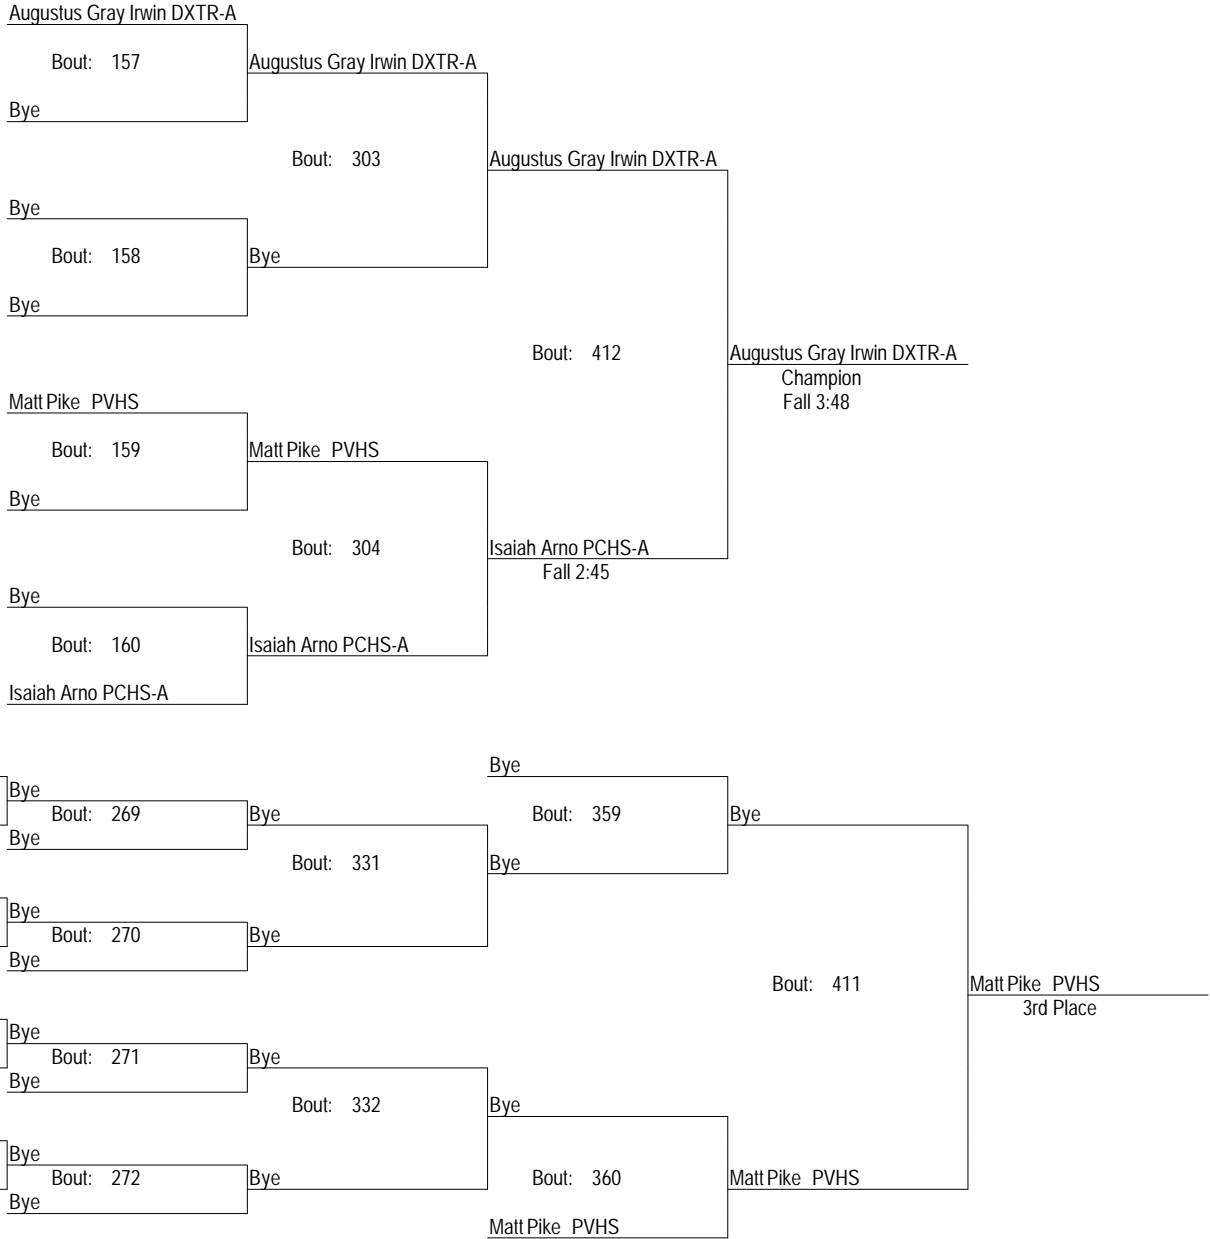 Augustus Gray Irwin DXTR-A
Bout: 157 Augustus Gray Irwin DXTR-A
Bye
Bout: 303 Augustus Gray Irwin DXTR-A
Bye
Bout: 158 Bye
Bye
Bout: 412 Augustus Gray Irwin DXTR-A
Champion
Matt Pike PVHS Fall 3:48
Bout: 159 Matt Pike PVHS
Bye
Bout: 304 Isaiah Arno PCHS-A
Fall 2:45
Bye
Bout: 160 Isaiah Arno PCHS-A
Isaiah Arno PCHS-A
Bye
Bye
Bout: 269 Bye Bout: 359 Bye
Bye
Bout: 331 Bye
Bye
Bout: 270 Bye
Bye
Bout: 411 Matt Pike PVHS
3rd Place
Bye
Bout: 271 Bye
Bye
Bout: 332 Bye
Bye
Bout: 272 Bye Bout: 360 Matt Pike PVHS
Bye
Matt Pike PVHS